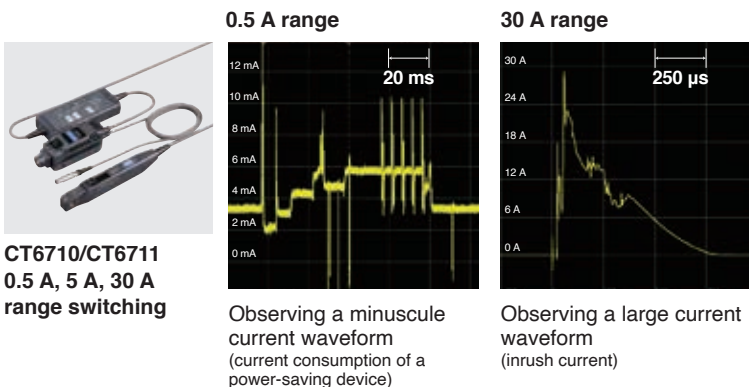 0.5 A range
30 A range
12 mA
10 mA
8 mA
6 mA
4 mA
2 mA
0 mA
20 ms
30 A
24 A
18 A
12 A
6 A
0 A
250 µs
CT6710/CT6711
0.5 A, 5 A, 30 A
range switching
Observing a minuscule
current waveform
(current consumption of a
power-saving device)
Observing a large current
waveform
(inrush current)